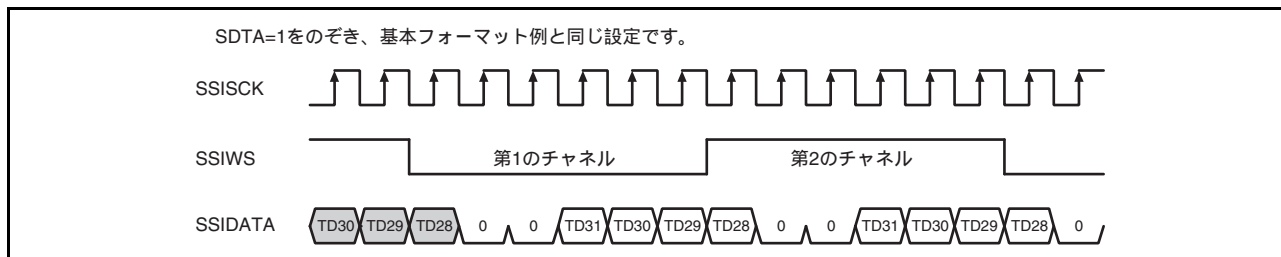 SDTA=1をのぞき、基本フォーマット例と同じ設定です。
SSISCK
SSIWS 第1のチャネル 第2のチャネル
SSIDATA TD30 TD29 TD28 0 0 TD31 TD30 TD29 TD28 0 0 TD31 TD30 TD29 TD28 0